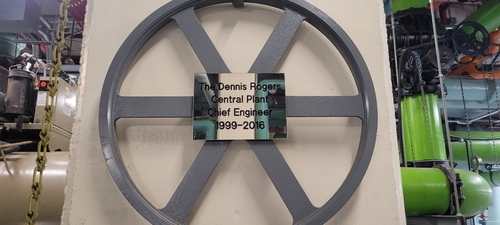 The Dennis Rogers
Central Plant
Chief Engineer
1999-2016